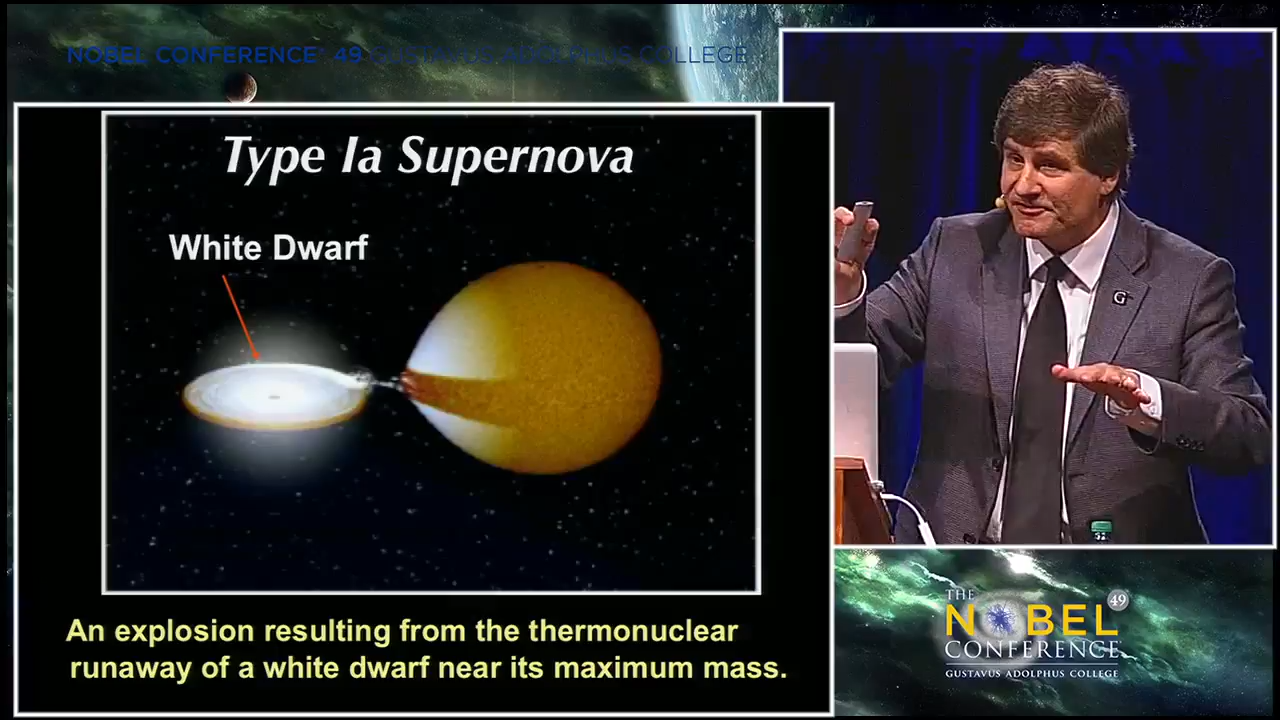 NOBEL CONFERENCE 49 GUSTAVUS ADOLPHUS COLLEGE
Type Ia Supernova
White Dwarf
An explosion resulting from the thermonuclear
runaway of a white dwarf near its maximum mass.
G
THE
NOBEL 49
CONFERENCE
GUSTAVUS ADOLPHUS COLLEGE